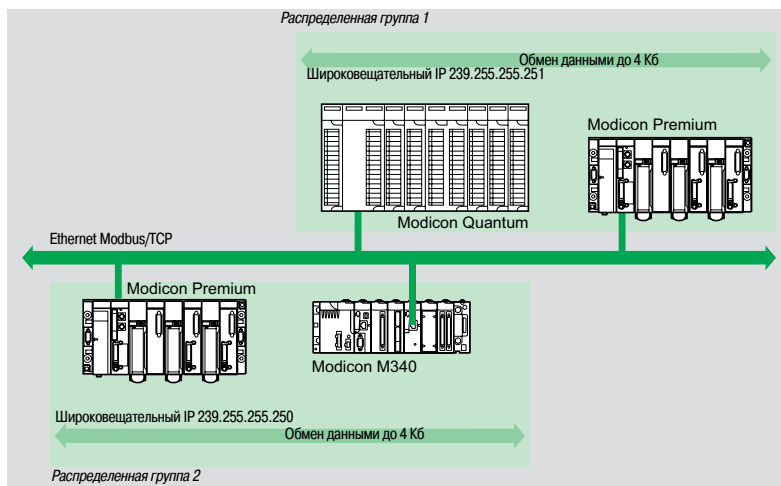 Распределенная группа 1
Обмен данными до 4 Кб
Широковещательный IP 239.255.255.251
Modicon Premium
Modicon Quantum
Ethernet Modbus/TCP
Modicon Premium
Modicon M340
Широковещательный IP 239.255.255.250
Обмен данными до 4 Кб
Распределенная группа 2